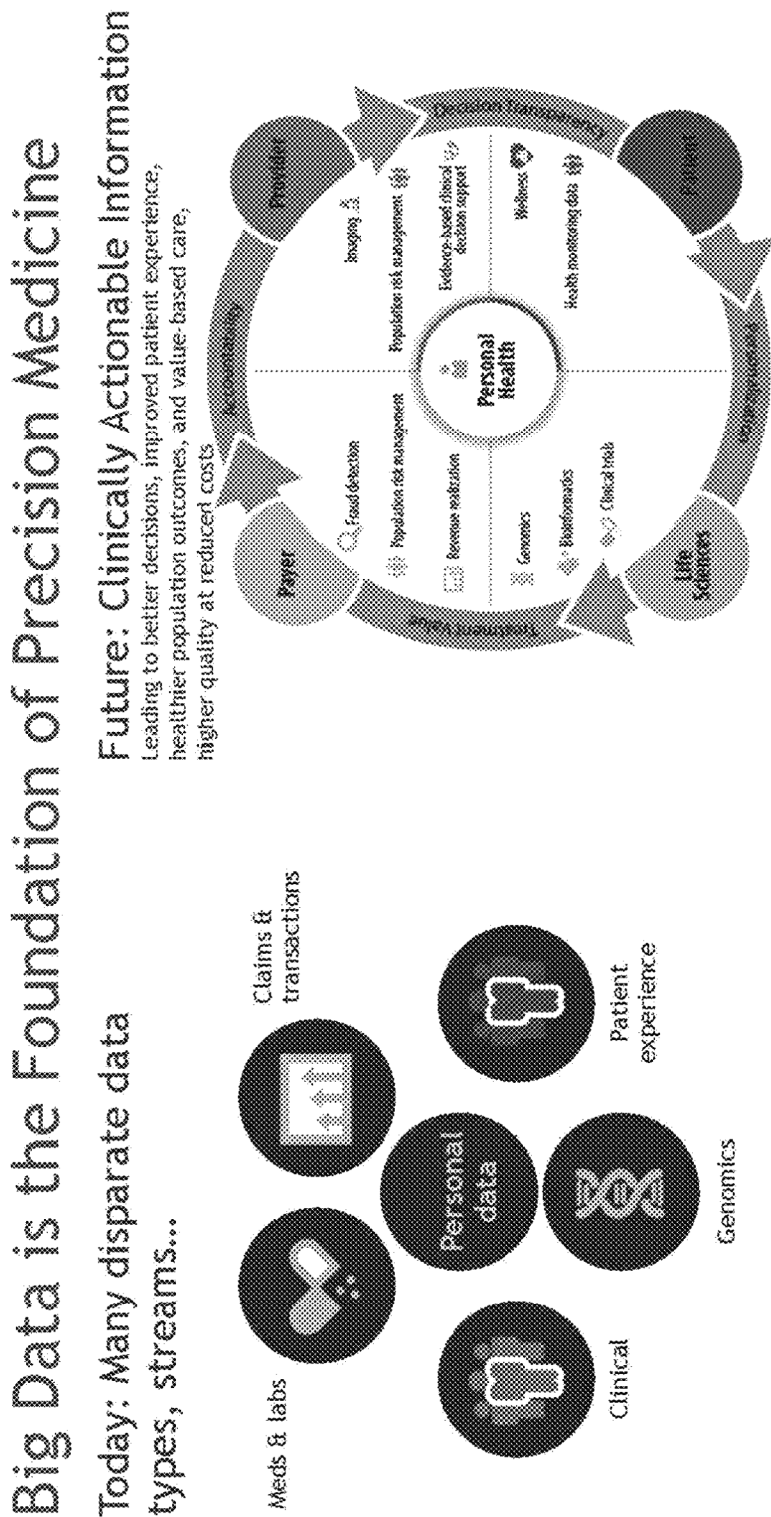 Big Data is the Foundation of Precision Medicine
Today: Many disparate data
types, streams...
Meds & labs
Claims &
transactions
Personal
data
Clinical
Genomics
Patient
experience
Future: Clinically Actionable Information
Leading to better decisions, improved patient experience,
healthier population outcomes, and value-based care,
higher quality at reduced costs
Payer
Accountability
Provider
Decision Transparency
Patient
Life
Sciences
Treatment Value
Fraud detection
Population risk management
Revenue realization
Imaging
Population risk management
Evidence-based clinical
decision support
Personal
Health
Genomics
Bioinformatics
Clinical trials
Wellness
Health monitoring data